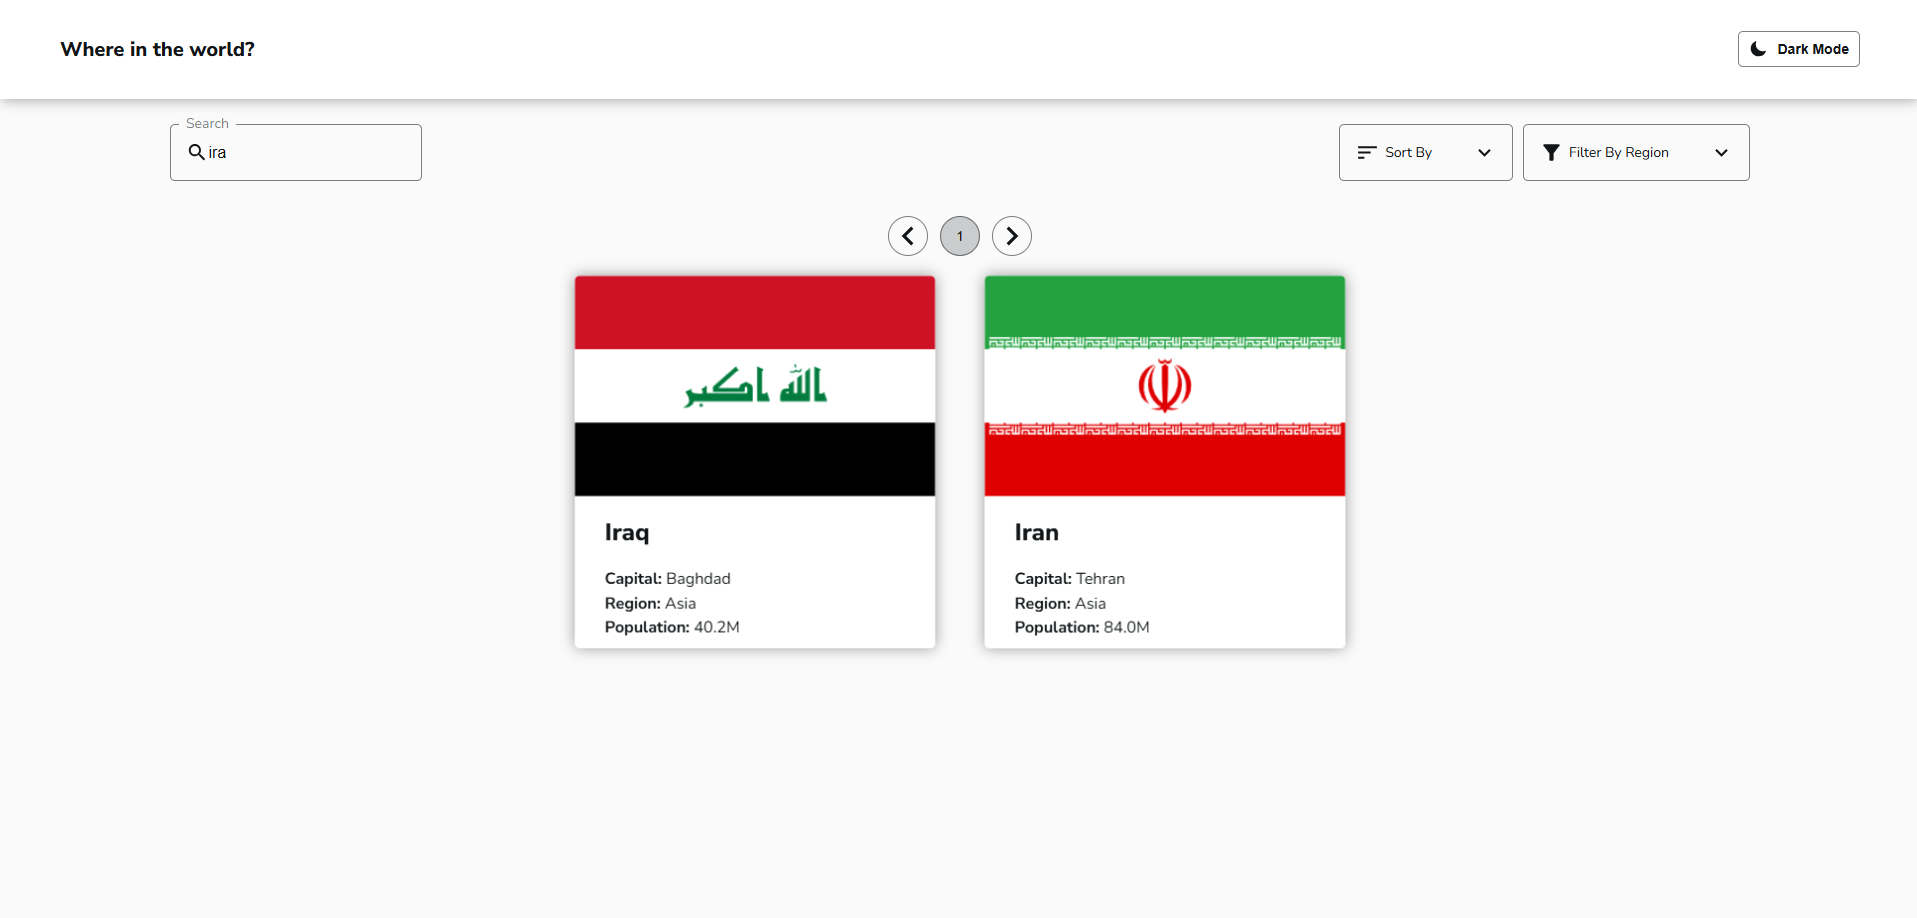 Where in the world?
Dark Mode
Search
ira
Sort By
Filter By Region
1
الله اكبر
Iraq
Capital: Baghdad
Region: Asia
Population: 40.2M
Iran
Capital: Tehran
Region: Asia
Population: 84.0M